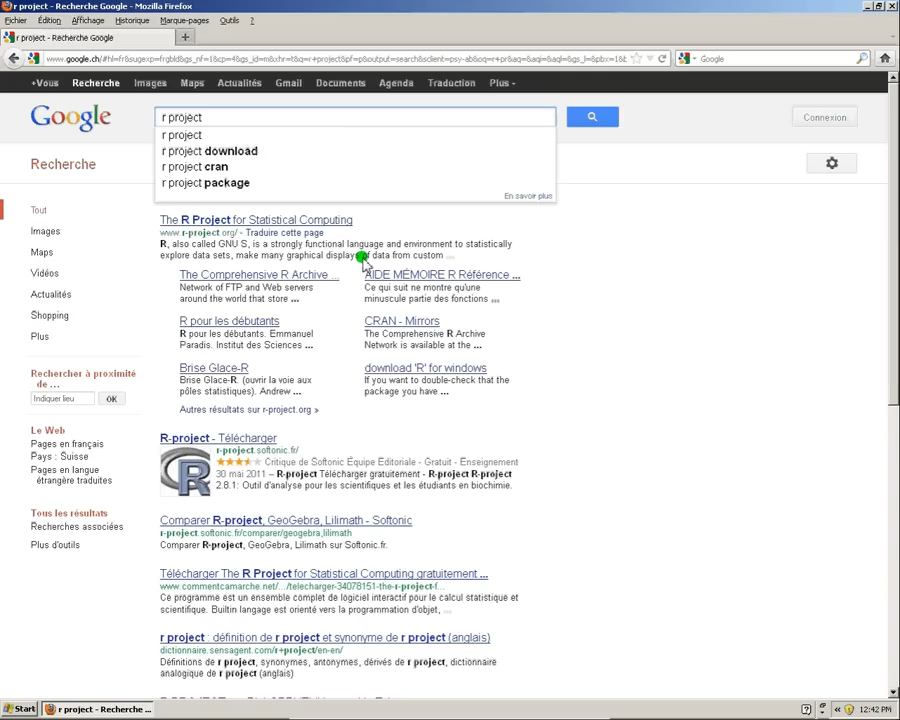 r project - Recherche Google - Mozilla Firefox
Fichier Édition Affichage Historique Marque-pages Outils ?
r project - Recherche Google
Google
+Vous Recherche Images Maps Actualités Gmail Documents Agenda Traduction Plus
Google
r project
Connexion
r project
r project download
r project cran
r project package
En savoir plus
Recherche
Tout
Images
Maps
Vidéos
Actualités
Shopping
Plus
Rechercher à proximité
de ...
Indiquer lieu OK
Le Web
Pages en français
Pays : Suisse
Pages en langue
étrangère traduites
Tous les résultats
Recherches associées
Plus d'outils
The R Project for Statistical Computing
www.r-project.org/ - Traduire cette page
R, also called GNU S, is a strongly functional language and environment to statistically
explore data sets, make many graphical displays of data from custom ...
The Comprehensive R Archive ...
Network of FTP and Web servers
around the world that store ...
AIDE MÉMOIRE R Référence ...
Ce qui suit ne montre qu'une
minuscule partie des fonctions ...
R pour les débutants
R pour les débutants. Emmanuel
Paradis. Institut des Sciences ...
CRAN - Mirrors
The Comprehensive R Archive
Network is available at the ...
Brise Glace-R
Brise Glace-R. (ouvrir la voie aux
pôles statistiques). Andrew ...
download 'R' for windows
If you want to double-check that the
package you have ...
Autres résultats sur r-project.org »
R-project - Télécharger
r-project.softonic.fr/
Critique de Softonic Équipe Editoriale - Gratuit - Enseignement
30 mai 2011 – R-project Télécharger gratuitement - R-project R-project
2.8.1: Outil d'analyse pour les scientifiques et les étudiants en biochimie.
Comparer R-project, GeoGebra, Lilimath - Softonic
r-project.softonic.fr/comparer/geogebra,lilimath
Comparer R-project, GeoGebra, Lilimath sur Softonic.fr.
Télécharger The R Project for Statistical Computing gratuitement ...
www.commentcamarche.net/.../telecharger-34078151-the-r-project-f...
Ce programme est un ensemble complet de logiciel interactif pour le calcul statistique et
scientifique. Builtin langage est orienté vers la programmation d'objet, ...
r project : définition de r project et synonyme de r project (anglais)
dictionnaire.sensagent.com/r+project/en-en/
Définitions de r project, synonymes, antonymes, dérivés de r project, dictionnaire
analogique de r project (anglais)
Start r project - Recherche ... 12:42 PM